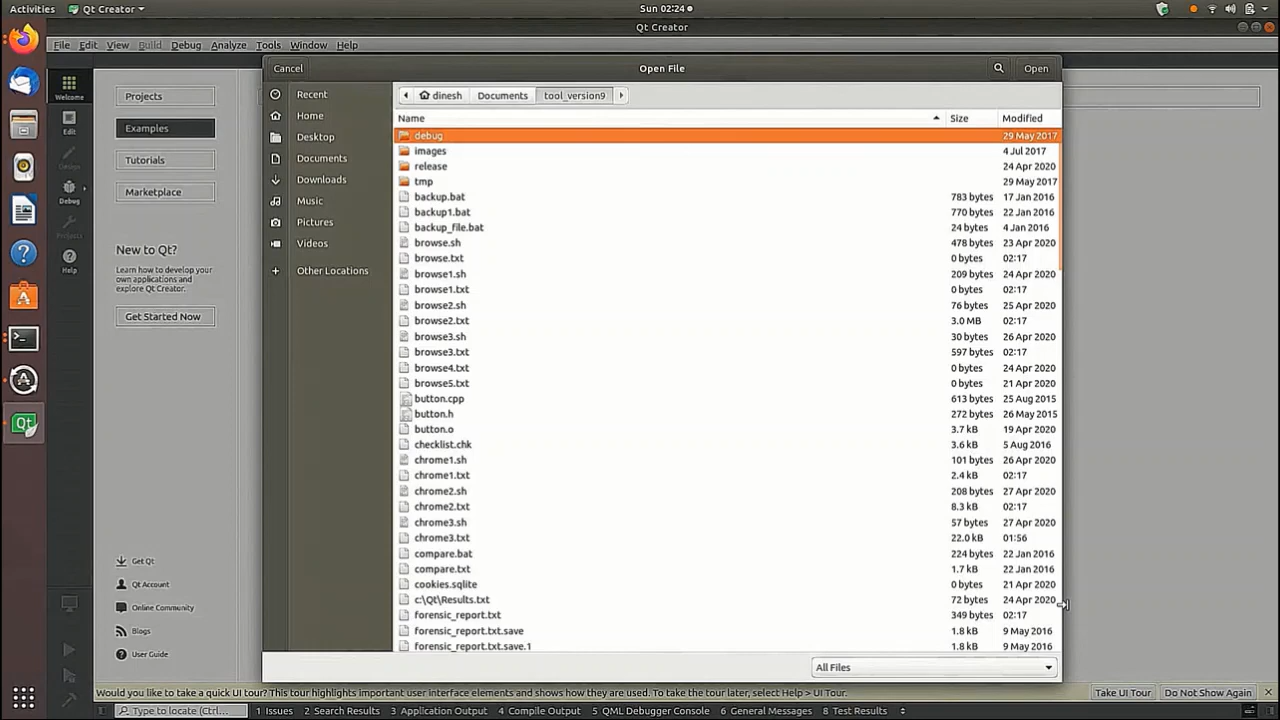 Activities Qt Creator Sun 02:24
Qt Creator
File Edit View Build Debug Analyze Tools Window Help
Cancel Open File Open
Welcome
Edit
Design
Debug
Projects
Help
Projects
Examples
Tutorials
Marketplace
New to Qt?
Learn how to develop your
own applications and
explore Qt Creator.
Get Started Now
Get Qt
Qt Account
Online Community
Blogs
User Guide
Recent
Home
Desktop
Documents
Downloads
Music
Pictures
Videos
Other Locations
dinesh Documents tool_version9
Name Size Modified
debug 29 May 2017
images 4 Jul 2017
release 24 Apr 2020
tmp 29 May 2017
backup.bat 783 bytes 17 Jan 2016
backup1.bat 770 bytes 22 Jan 2016
backup_file.bat 24 bytes 4 Jan 2016
browse.sh 478 bytes 23 Apr 2020
browse.txt 0 bytes 02:17
browse1.sh 209 bytes 24 Apr 2020
browse1.txt 0 bytes 02:17
browse2.sh 76 bytes 25 Apr 2020
browse2.txt 3.0 MB 02:17
browse3.sh 30 bytes 26 Apr 2020
browse3.txt 597 bytes 02:17
browse4.txt 0 bytes 24 Apr 2020
browse5.txt 0 bytes 21 Apr 2020
button.cpp 613 bytes 25 Aug 2015
button.h 272 bytes 26 May 2015
button.o 3.7 kB 19 Apr 2020
checklist.chk 3.6 kB 5 Aug 2016
chrome1.sh 101 bytes 26 Apr 2020
chrome1.txt 2.4 kB 02:17
chrome2.sh 208 bytes 27 Apr 2020
chrome2.txt 8.3 kB 02:17
chrome3.sh 57 bytes 27 Apr 2020
chrome3.txt 22.0 kB 01:56
compare.bat 224 bytes 22 Jan 2016
compare.txt 1.7 kB 22 Jan 2016
cookies.sqlite 0 bytes 21 Apr 2020
c:\Qt\Results.txt 72 bytes 24 Apr 2020
forensic_report.txt 349 bytes 02:17
forensic_report.txt.save 1.8 kB 9 May 2016
forensic_report.txt.save.1 1.8 kB 9 May 2016
All Files
Would you like to take a quick UI tour? This tour highlights important user interface elements and shows how they are used. To take the tour later, select Help > UI Tour. Take UI Tour Do Not Show Again
Type to locate (Ctrl... 1 Issues 2 Search Results 3 Application Output 4 Compile Output 5 QML Debugger Console 6 General Messages 8 Test Results